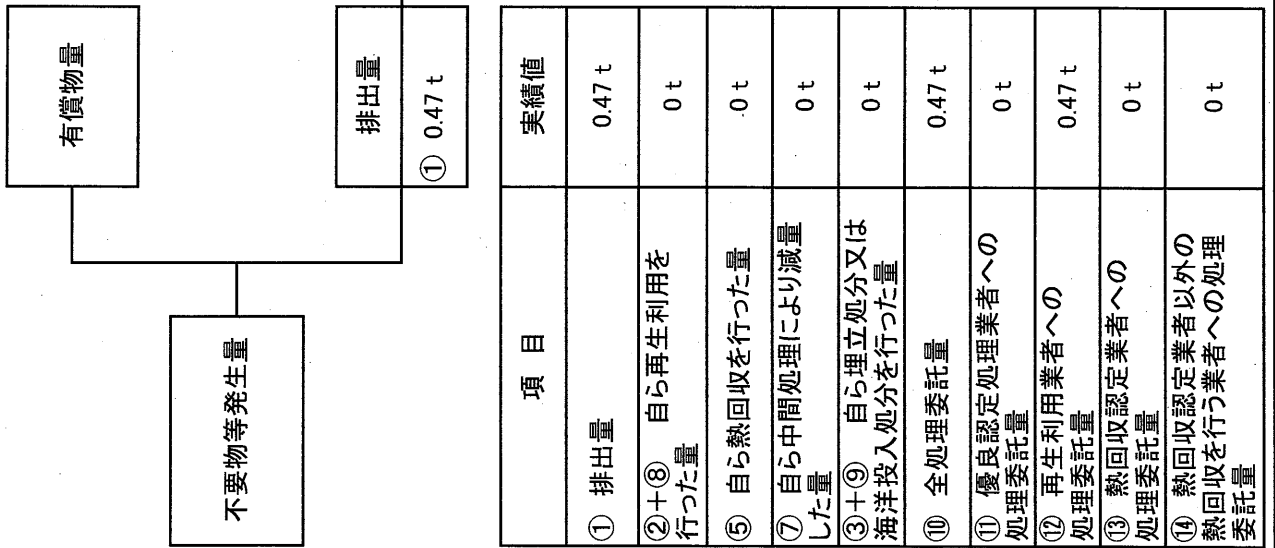 有償物量
不要物等発生量
排出量
① 0.47 t
項 目
実績値
① 排出量
0.47 t
②+⑧ 自ら再生利用を
行った量
0 t
⑤ 自ら熱回収を行った量
0 t
⑦ 自ら中間処理により減量
した量
0 t
③+⑨ 自ら埋立処分又は
海洋投入処分を行った量
0 t
⑩ 全処理委託量
0.47 t
⑪ 優良認定処理業者への
処理委託量
0 t
⑫ 再生利用業者への
処理委託量
0.47 t
⑬ 熱回収認定業者への
処理委託量
0 t
⑭ 熱回収認定業者以外の
熱回収を行う業者への処理
委託量
0 t